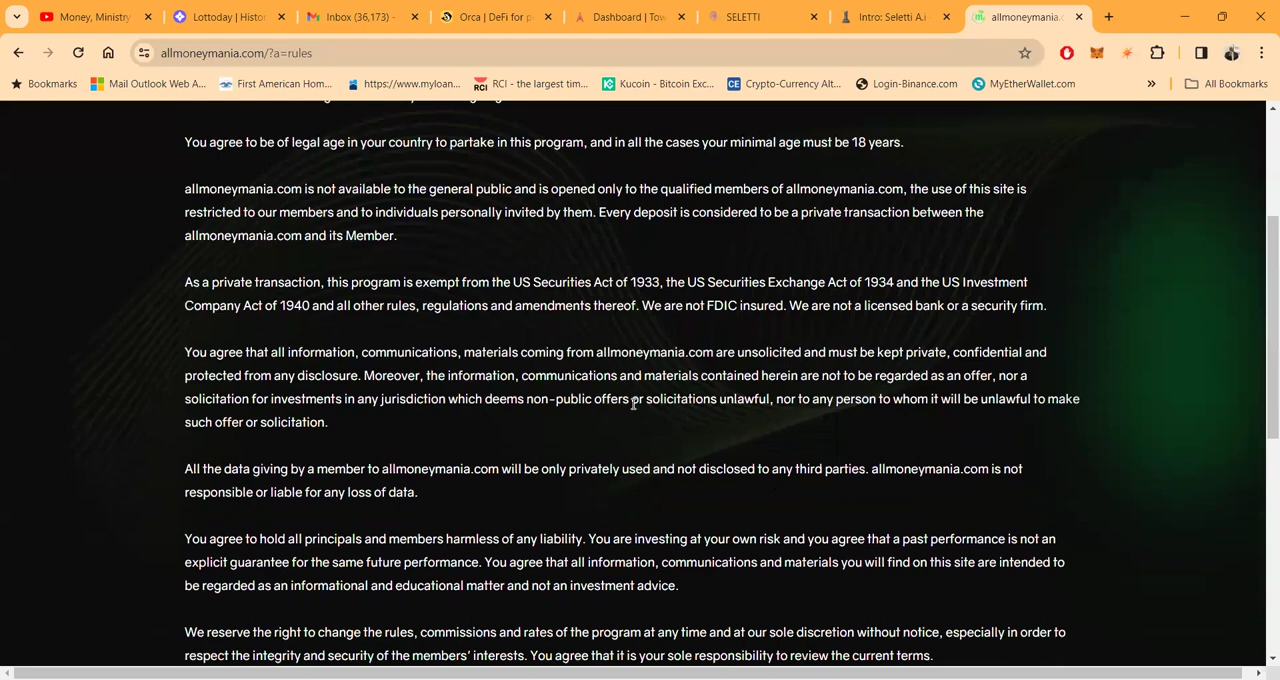 Money, Ministry
Lottoday | Histor
Inbox (36,173) -
Orca | DeFi for p
Dashboard | Tow
SELETTI
Intro: Seletti A.i
allmoneymania.c
allmoneymania.com/?a=rules
Bookmarks
Mail Outlook Web A...
First American Hom...
https://www.myloan...
RCI - the largest tim...
Kucoin - Bitcoin Exc...
Crypto-Currency Alt...
Login-Binance.com
MyEtherWallet.com
All Bookmarks
You agree to be of legal age in your country to partake in this program, and in all the cases your minimal age must be 18 years.
allmoneymania.com is not available to the general public and is opened only to the qualified members of allmoneymania.com, the use of this site is
restricted to our members and to individuals personally invited by them. Every deposit is considered to be a private transaction between the
allmoneymania.com and its Member.
As a private transaction, this program is exempt from the US Securities Act of 1933, the US Securities Exchange Act of 1934 and the US Investment
Company Act of 1940 and all other rules, regulations and amendments thereof. We are not FDIC insured. We are not a licensed bank or a security firm.
You agree that all information, communications, materials coming from allmoneymania.com are unsolicited and must be kept private, confidential and
protected from any disclosure. Moreover, the information, communications and materials contained herein are not to be regarded as an offer, nor a
solicitation for investments in any jurisdiction which deems non-public offers or solicitations unlawful, nor to any person to whom it will be unlawful to make
such offer or solicitation.
All the data giving by a member to allmoneymania.com will be only privately used and not disclosed to any third parties. allmoneymania.com is not
responsible or liable for any loss of data.
You agree to hold all principals and members harmless of any liability. You are investing at your own risk and you agree that a past performance is not an
explicit guarantee for the same future performance. You agree that all information, communications and materials you will find on this site are intended to
be regarded as an informational and educational matter and not an investment advice.
We reserve the right to change the rules, commissions and rates of the program at any time and at our sole discretion without notice, especially in order to
respect the integrity and security of the members' interests. You agree that it is your sole responsibility to review the current terms.